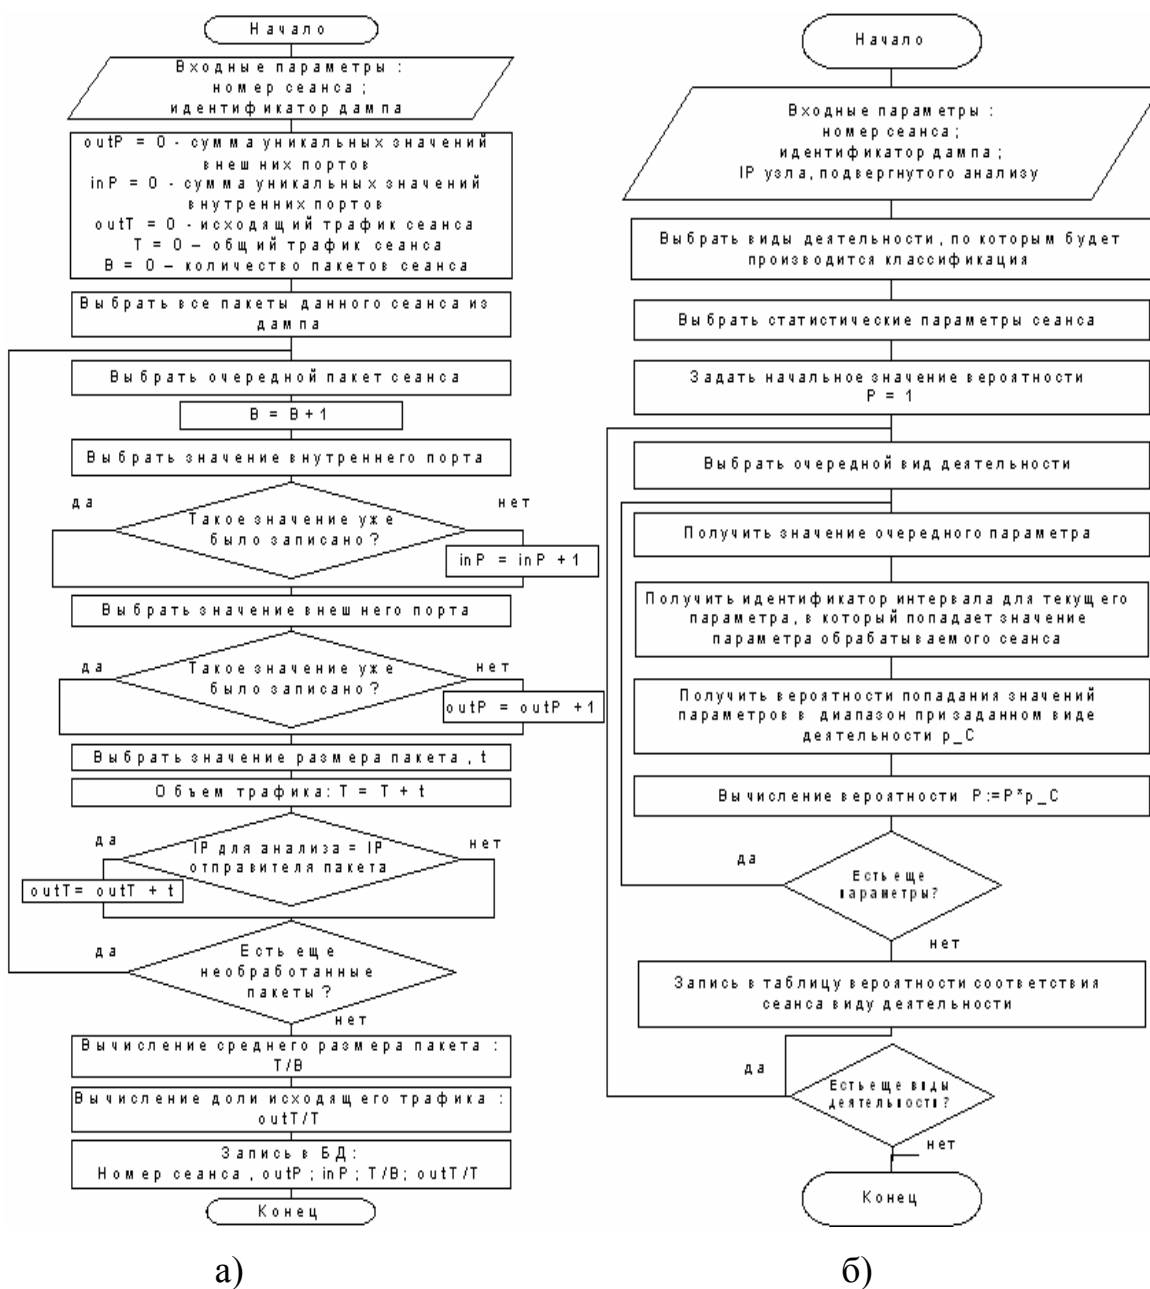 Начало
Входные параметры :
номер сеанса ;
идентификатор дампа
outP = 0 - сумма уникальных значений
внешних портов
inP = 0 - сумма уникальных значений
внутренних портов
outT = 0 - исходящий трафик сеанса
T = 0 – общий трафик сеанса
B = 0 – количество пакетов сеанса
Выбрать все пакеты данного сеанса из
дампа
Выбрать очередной пакет сеанса
B = B + 1
Выбрать значение внутреннего порта
да
нет
Такое значение уже
было записано ?
inP = inP + 1
Выбрать значение внешнего порта
да
нет
Такое значение уже
было записано ?
outP = outP + 1
Выбрать значение размера пакета , t
Объем трафика: T = T + t
да
нет
IP для анализа = IP
отправителя пакета
outT = outT + t
да
Есть еще
необработанные
пакеты ?
нет
Вычисление среднего размера пакета :
T/B
Вычисление доли исходящего трафика :
outT/T
Запись в БД:
Номер сеанса , outP ; inP ; T/B; outT/T
Конец
а)
Начало
Входные параметры :
номер сеанса ;
идентификатор дампа ;
IP узла, подвергнутого анализу
Выбрать виды деятельности, по которым будет
производится классификация
Выбрать статистические параметры сеанса
Задать начальное значение вероятности
P = 1
Выбрать очередной вид деятельности
Получить значение очередного параметра
Получить идентификатор интервала для текущего
параметра, в который попадает значение
параметра обрабатываемого сеанса
Получить вероятности попадания значений
параметров в диапазон при заданном виде
деятельности p_C
Вычисление вероятности P:=P*p_C
да
Есть еще
параметры?
нет
Запись в таблицу вероятности соответствия
сеанса виду деятельности
да
Есть еще виды
деятельности?
нет
Конец
б)